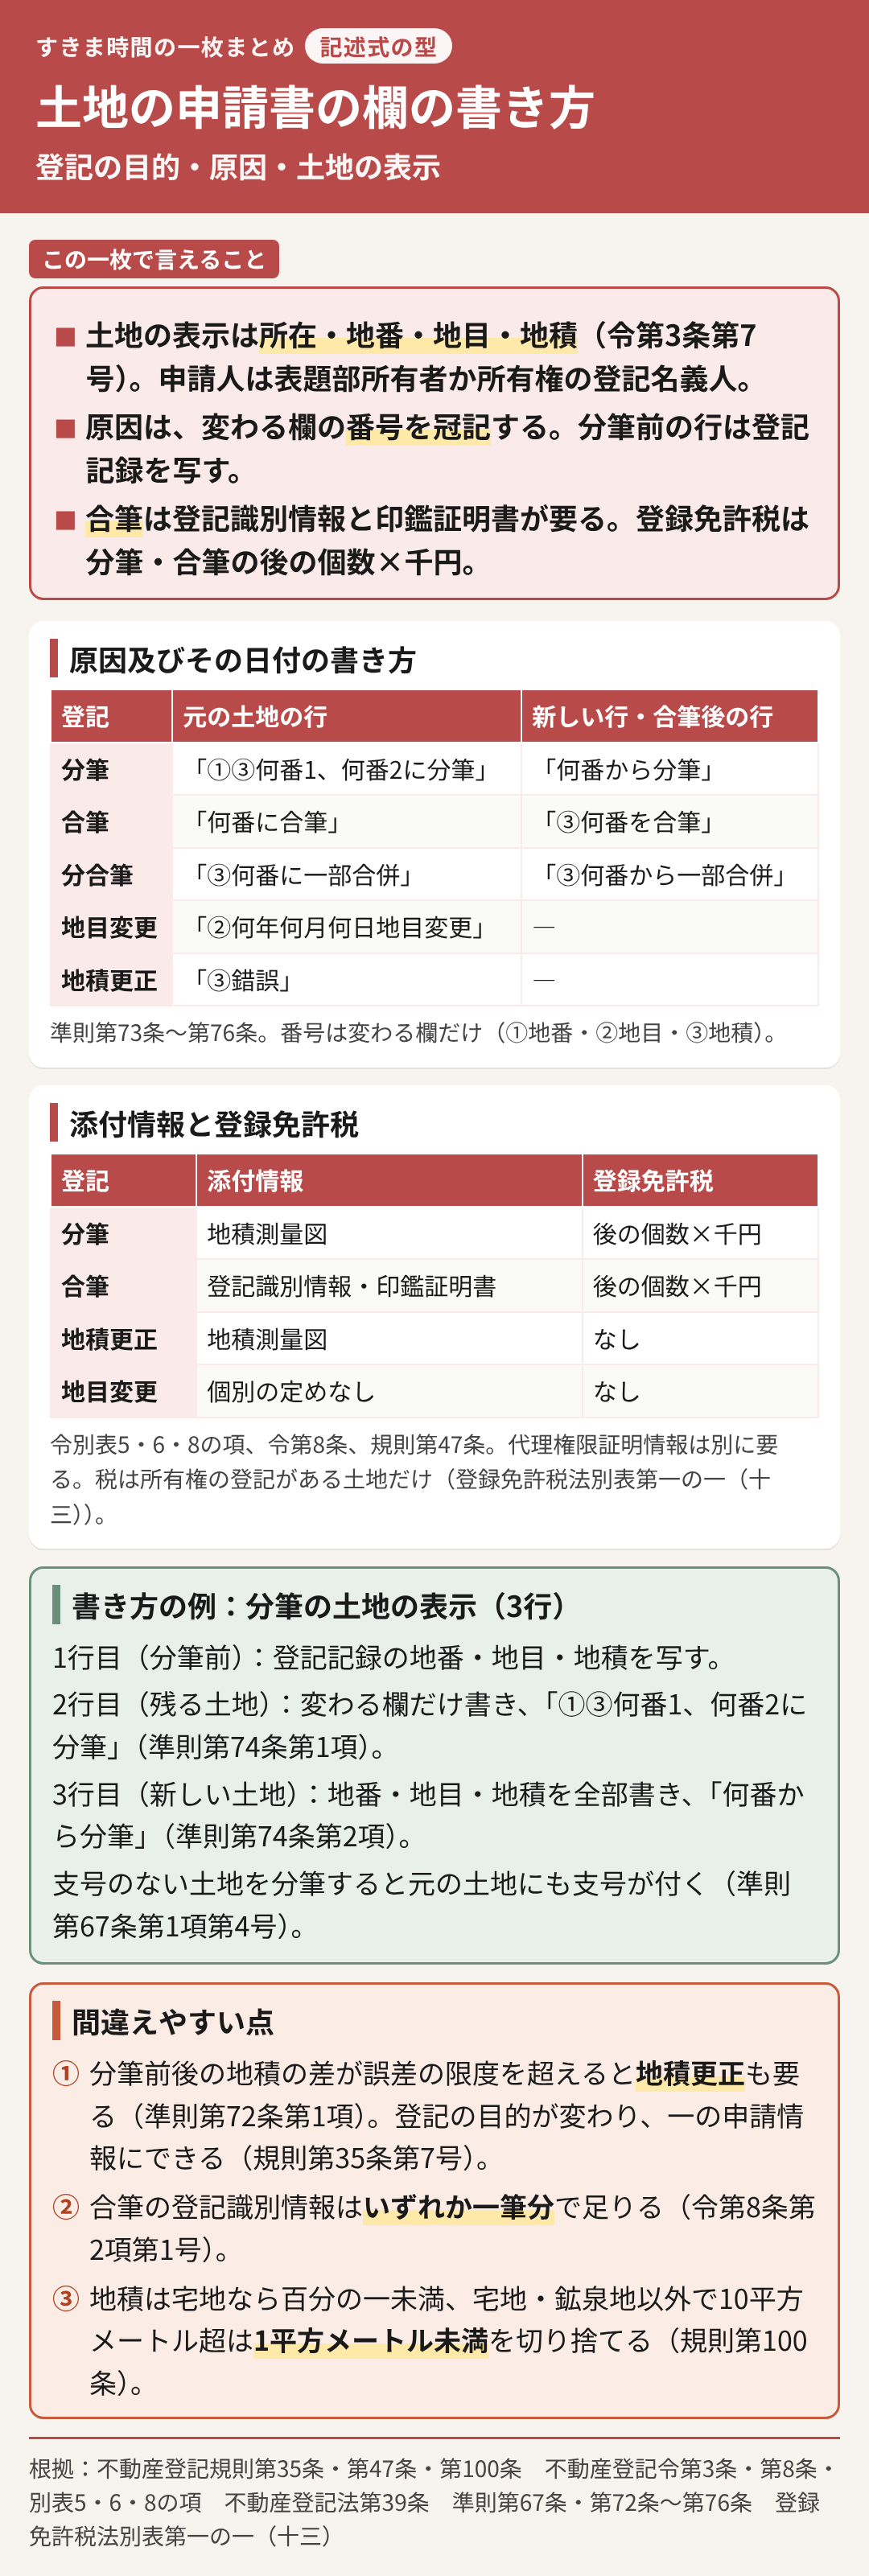 すきま時間の一枚まとめ 記述式の型
土地の申請書の欄の書き方
登記の目的・原因・土地の表示
この一枚で言えること
■ 土地の表示は所在・地番・地目・地積（令第3条第7
号）。申請人は表題部所有者か所有権の登記名義人。
■ 原因は、変わる欄の番号を冠記する。分筆前の行は登記
記録を写す。
■ 合筆は登記識別情報と印鑑証明書が要る。登録免許税は
分筆・合筆の後の個数×千円。
原因及びその日付の書き方
登記 元の土地の行 新しい行・合筆後の行
分筆 「①③何番1、何番2に分筆」 「何番から分筆」
合筆 「何番に合筆」 「③何番を合筆」
分合筆 「③何番に一部合併」 「③何番から一部合併」
地目変更 「②何年何月何日地目変更」 —
地積更正 「③錯誤」 —
準則第73条〜第76条。番号は変わる欄だけ（①地番・②地目・③地積）。
添付情報と登録免許税
登記 添付情報 登録免許税
分筆 地積測量図 後の個数×千円
合筆 登記識別情報・印鑑証明書 後の個数×千円
地積更正 地積測量図 なし
地目変更 個別の定めなし なし
令別表5・6・8の項、令第8条、規則第47条。代理権限証明情報は別に要
る。税は所有権の登記がある土地だけ（登録免許税法別表第一の一（十
三））。
書き方の例：分筆の土地の表示（3行）
1行目（分筆前）：登記記録の地番・地目・地積を写す。
2行目（残る土地）：変わる欄だけ書き、「①③何番1、何番2に
分筆」（準則第74条第1項）。
3行目（新しい土地）：地番・地目・地積を全部書き、「何番か
ら分筆」（準則第74条第2項）。
支号のない土地を分筆すると元の土地にも支号が付く（準則
第67条第1項第4号）。
間違えやすい点
① 分筆前後の地積の差が誤差の限度を超えると地積更正も要
る（準則第72条第1項）。登記の目的が変わり、一の申請情
報にできる（規則第35条第7号）。
② 合筆の登記識別情報はいずれか一筆分で足りる（令第8条第
2項第1号）。
③ 地積は宅地なら百分の一未満、宅地・鉱泉地以外で10平方
メートル超は1平方メートル未満を切り捨てる（規則第100
条）。
根拠：不動産登記規則第35条・第47条・第100条　不動産登記令第3条・第8条・
別表5・6・8の項　不動産登記法第39条　準則第67条・第72条〜第76条　登録
免許税法別表第一の一（十三）